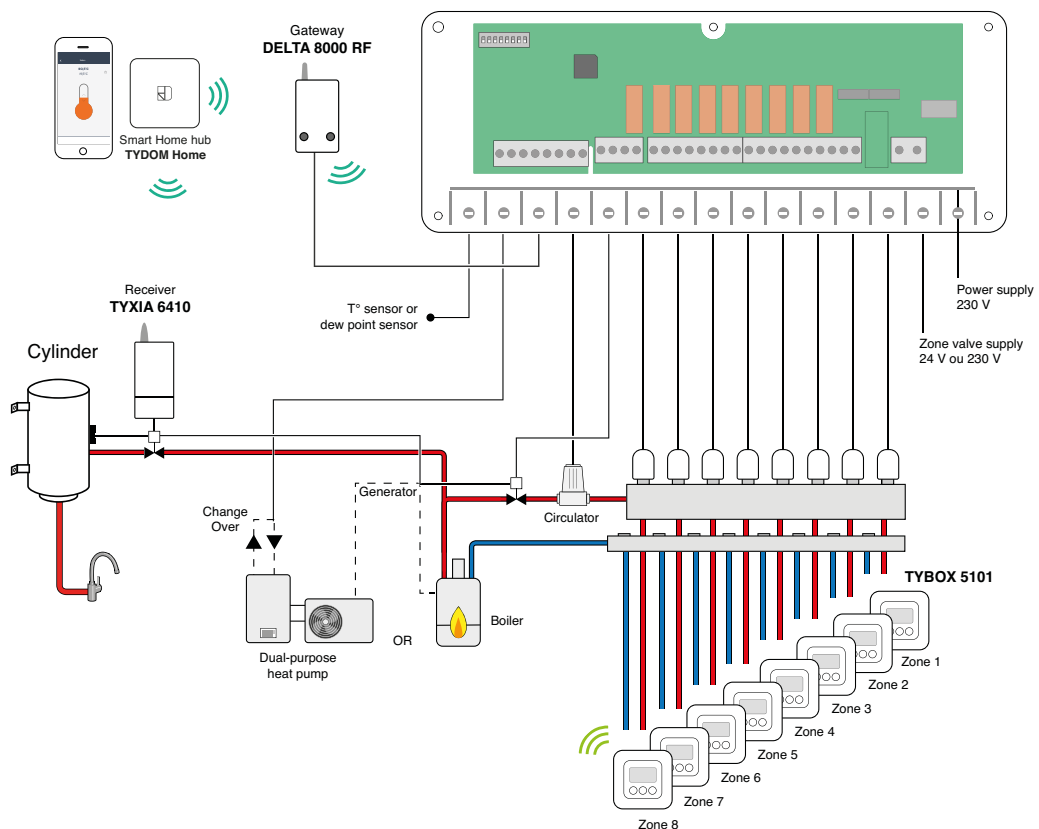 Gateway
DELTA 8000 RF
Smart Home hub
TYDOM Home
T° sensor or
dew point sensor
Power supply
230 V
Zone valve supply
24 V ou 230 V
Receiver
TYXIA 6410
Cylinder
Generator
Change
Over
Circulator
Boiler
OR
Dual-purpose
heat pump
TYBOX 5101
Zone 1
Zone 2
Zone 3
Zone 4
Zone 5
Zone 6
Zone 7
Zone 8